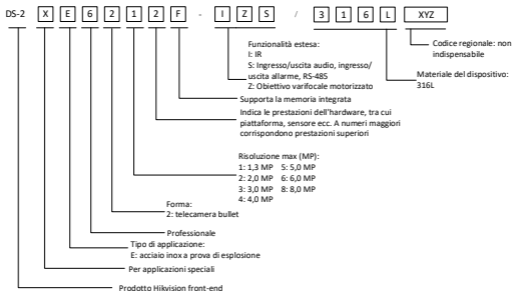 DS-2 X E 6 2 1 2 F - I Z S / 3 1 6 L XYZ
Funzionalità estesa:
I: IR
S: Ingresso/uscita audio, ingresso/
uscita allarme, RS-485
Z: Obiettivo varifocale motorizzato
Codice regionale: non
indispensabile
Materiale del dispositivo:
316L
Supporta la memoria integrata
Indica le prestazioni dell'hardware, tra cui
piattaforma, sensore ecc. A numeri maggiori
corrispondono prestazioni superiori
Risoluzione max (MP):
1: 1,3 MP 5: 5,0 MP
2: 2,0 MP 6: 6,0 MP
3: 3,0 MP 8: 8,0 MP
4: 4,0 MP
Forma:
2: telecamera bullet
Professionale
Tipo di applicazione:
E: acciaio inox a prova di esplosione
Per applicazioni speciali
Prodotto Hikvision front-end